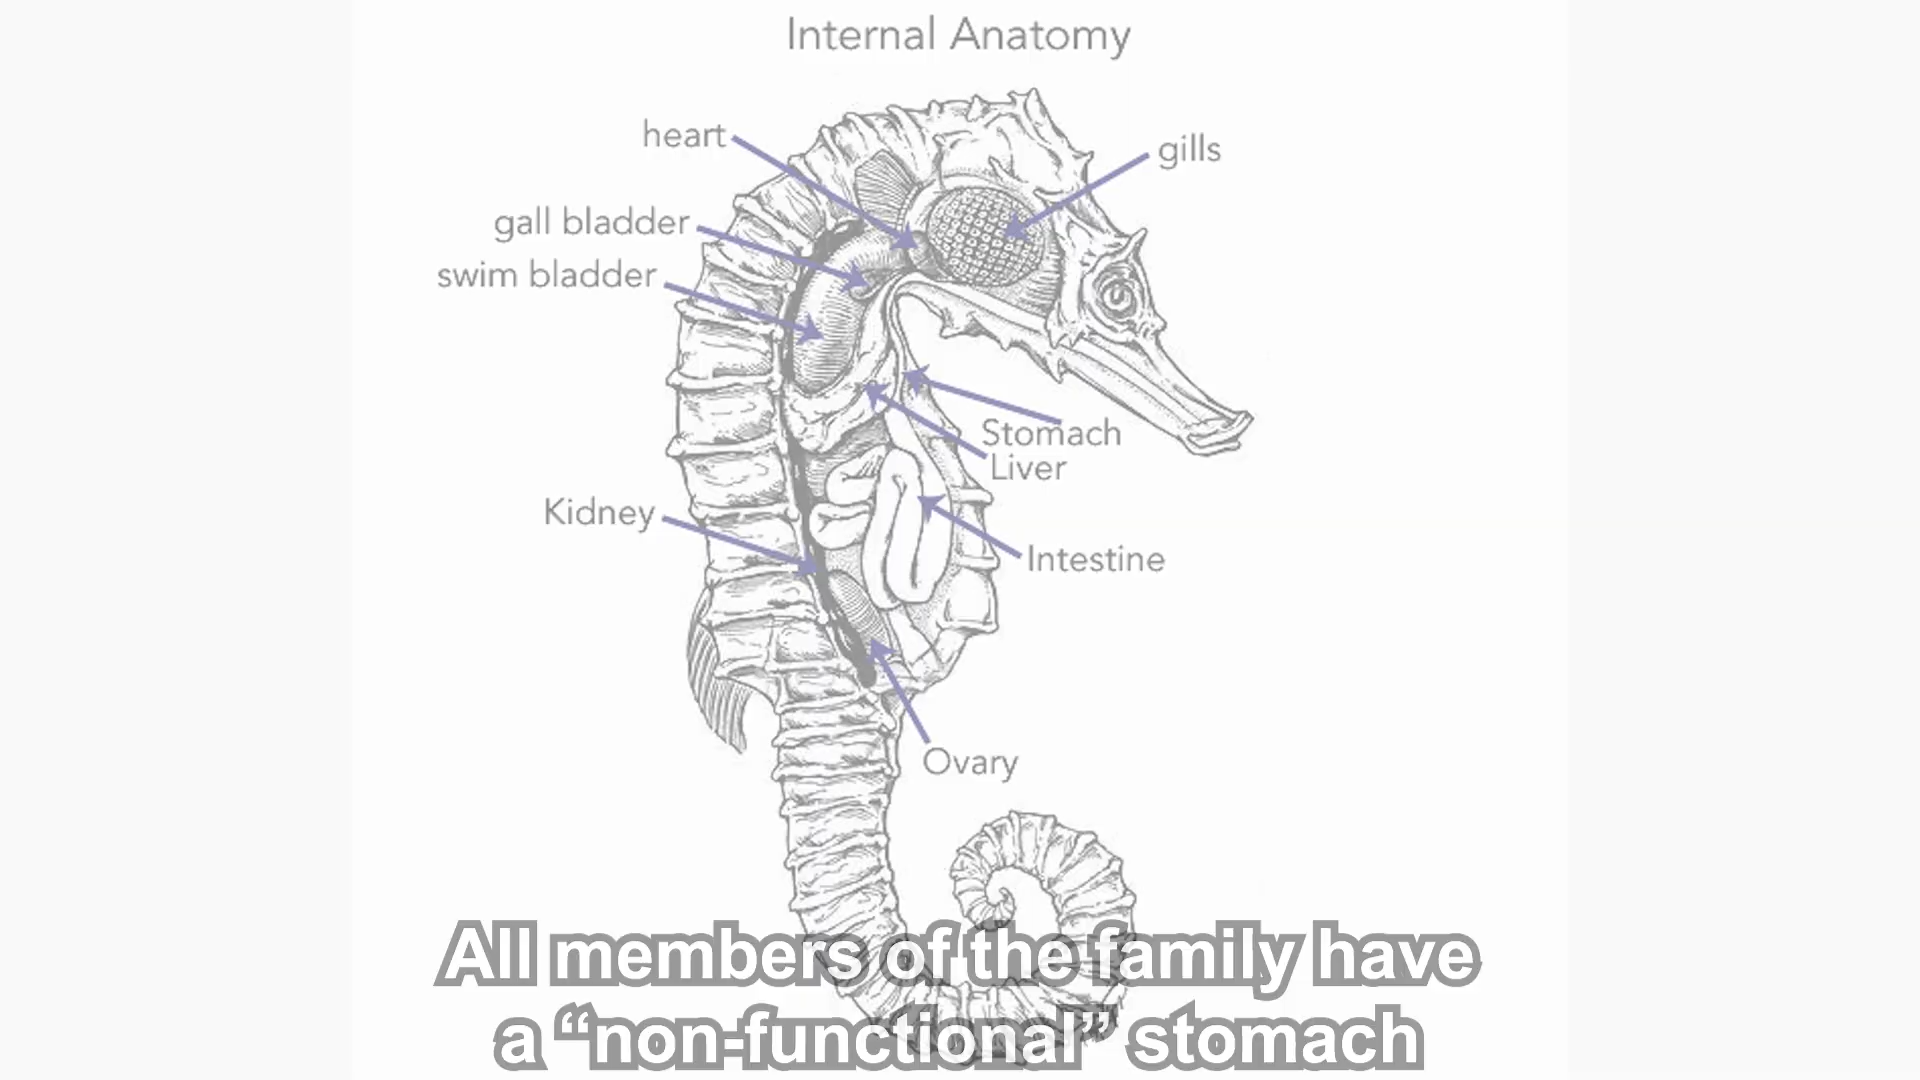 Internal Anatomy
heart
gills
gall bladder
swim bladder
Stomach
Liver
Kidney
Intestine
Ovary
All members of the family have
a “non-functional” stomach